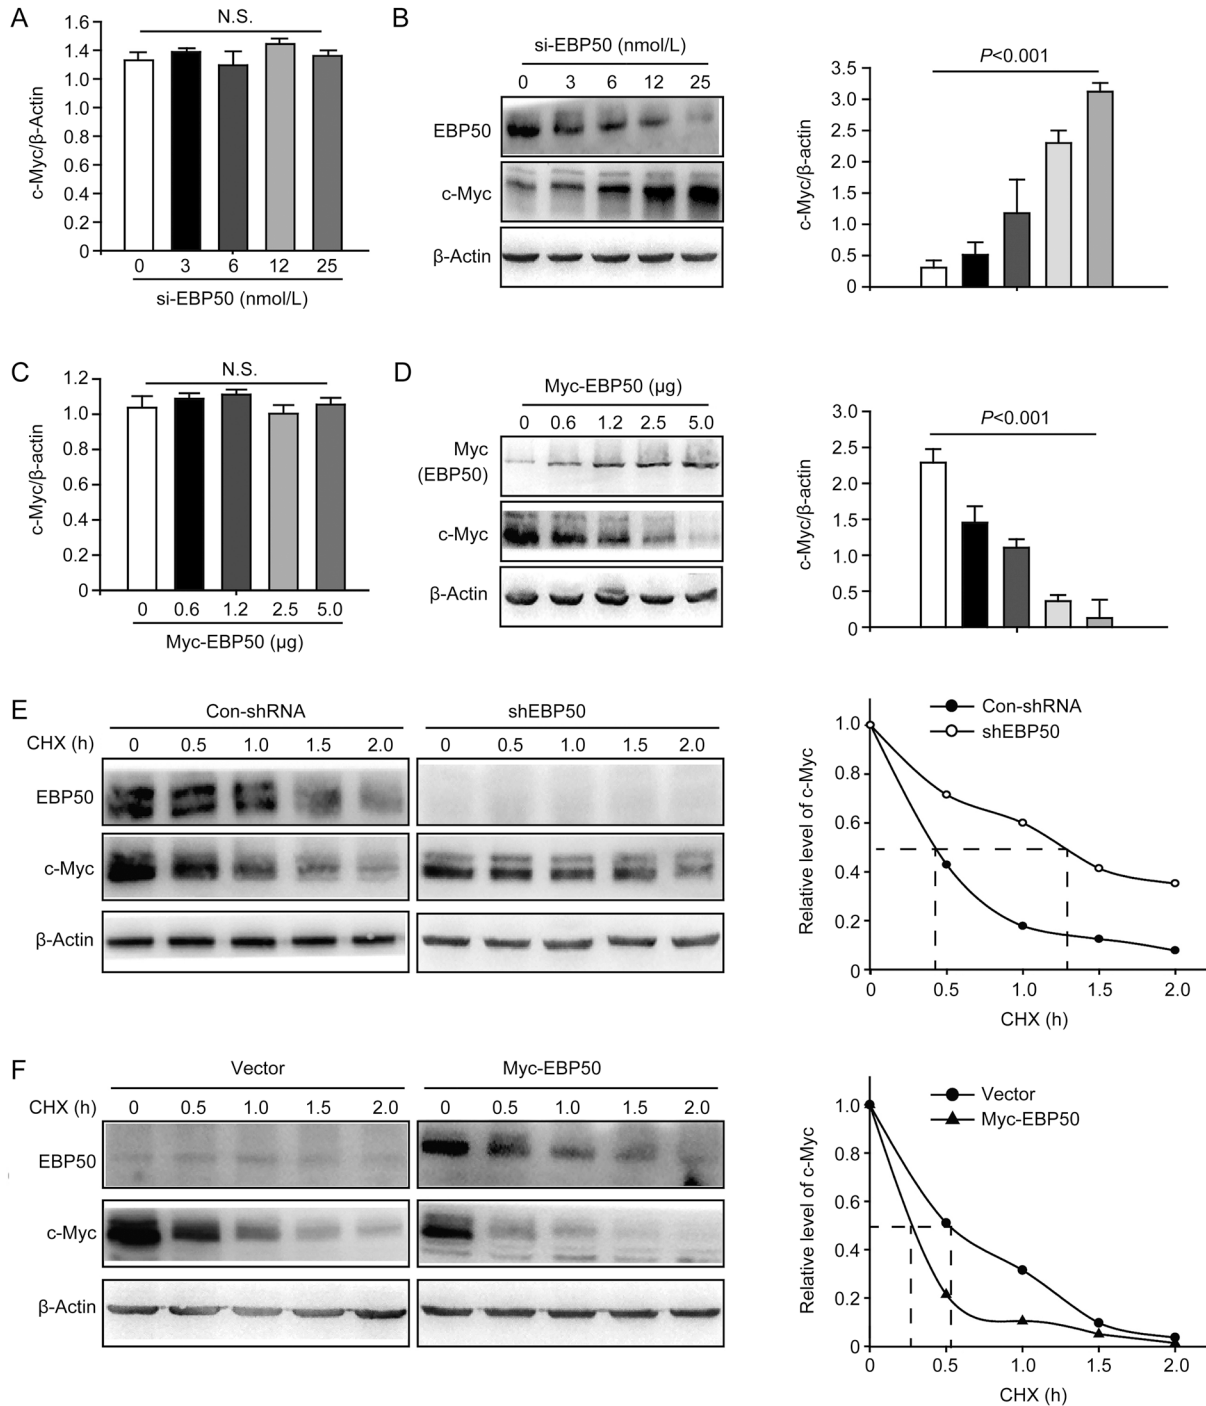 A
N.S.
1.6
1.4
1.2
1.0
0.8
0.6
0.4
0.2
0
c-Myc/β-Actin
0 3 6 12 25
si-EBP50 (nmol/L)
B
si-EBP50 (nmol/L)
0 3 6 12 25
EBP50
c-Myc
β-Actin
P<0.001
3.5
3.0
2.5
2.0
1.5
1.0
0.5
0
c-Myc/β-actin
C
N.S.
1.2
1.0
0.8
0.6
0.4
0.2
0
c-Myc/β-actin
0 0.6 1.2 2.5 5.0
Myc-EBP50 (μg)
D
Myc-EBP50 (μg)
0 0.6 1.2 2.5 5.0
Myc
(EBP50)
c-Myc
β-Actin
P<0.001
3.0
2.5
2.0
1.5
1.0
0.5
0
c-Myc/β-actin
E
Con-shRNA shEBP50
CHX (h) 0 0.5 1.0 1.5 2.0 0 0.5 1.0 1.5 2.0
EBP50
c-Myc
β-Actin
Con-shRNA
shEBP50
1.0
0.8
0.6
0.4
0.2
0
Relative level of c-Myc
0 0.5 1.0 1.5 2.0
CHX (h)
F
Vector Myc-EBP50
CHX (h) 0 0.5 1.0 1.5 2.0 0 0.5 1.0 1.5 2.0
EBP50
c-Myc
β-Actin
Vector
Myc-EBP50
1.0
0.8
0.6
0.4
0.2
0
Relative level of c-Myc
0 0.5 1.0 1.5 2.0
CHX (h)